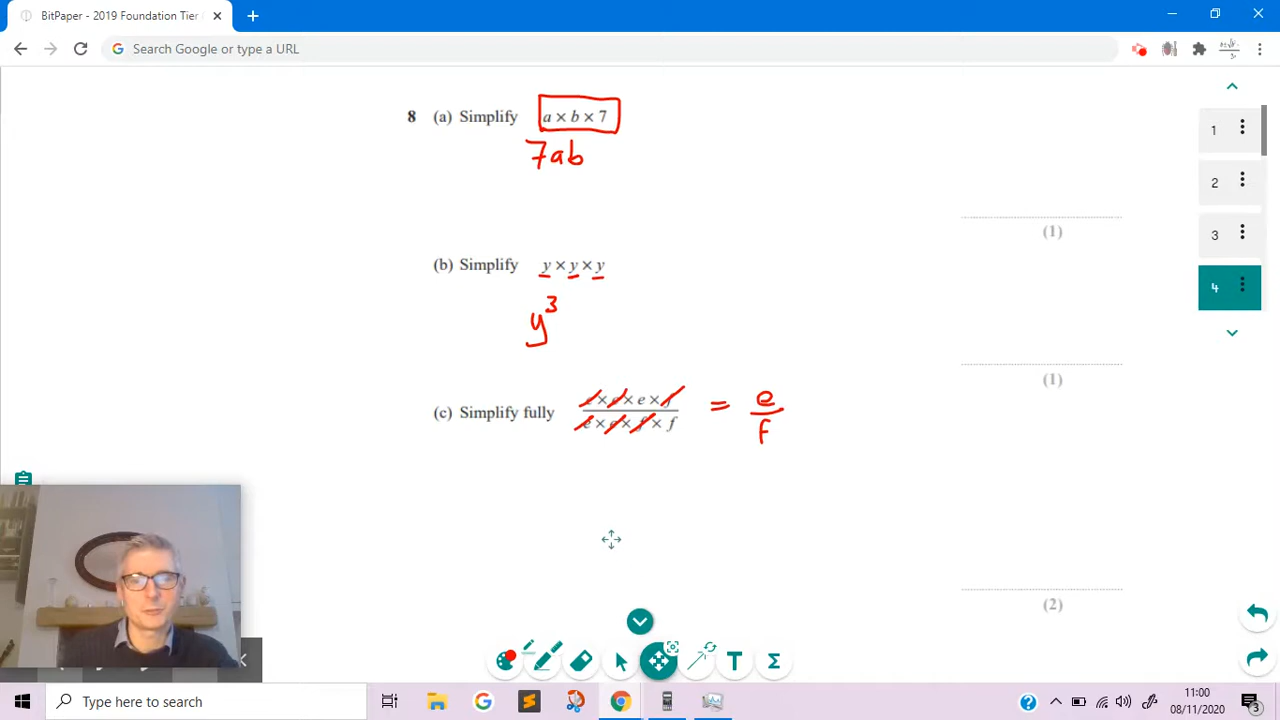 BitPaper - 2019 Foundation Tier
Search Google or type a URL
8 (a) Simplify a × b × 7
7ab
(1)
(b) Simplify y × y × y
y³
(1)
(c) Simplify fully e × e × e × f / e × e × f × f = e / f
(2)
1
2
3
4
T
Σ
Type here to search
11:00
08/11/2020
3